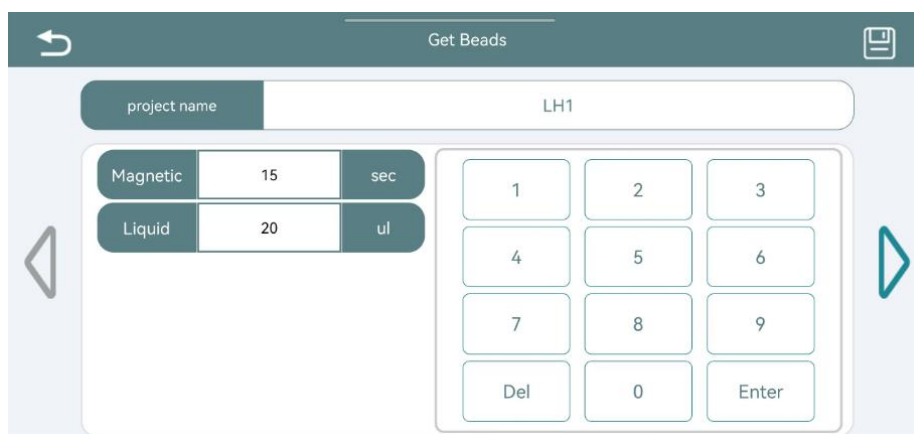 Get Beads
project name LH1
Magnetic 15 sec
Liquid 20 ul
1 2 3
4 5 6
7 8 9
Del 0 Enter